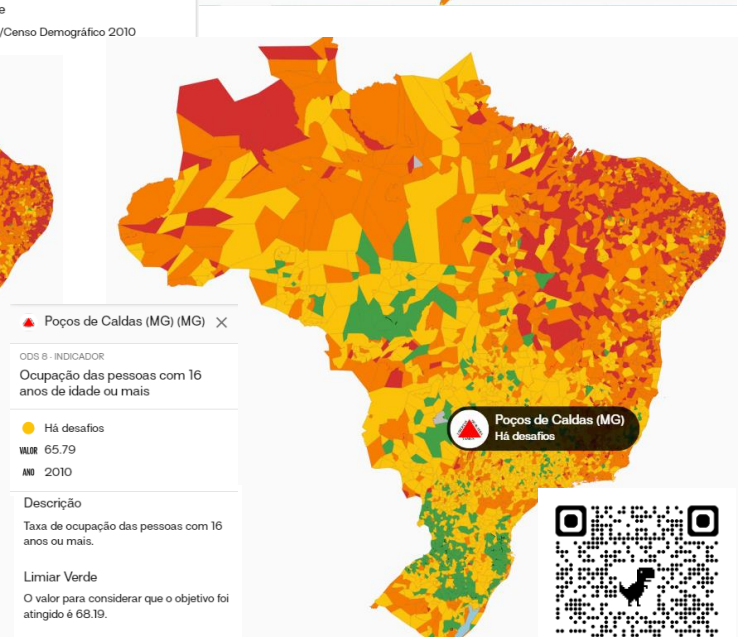 e
/Censo Demográfico 2010
Poços de Caldas (MG) (MG)
ODS 8 - INDICADOR
Ocupação das pessoas com 16
anos de idade ou mais
Há desafios
VALOR 65.79
ANO 2010
Descrição
Taxa de ocupação das pessoas com 16
anos ou mais.
Limiar Verde
O valor para considerar que o objetivo foi
atingido é 68.19.
Poços de Caldas (MG)
Há desafios